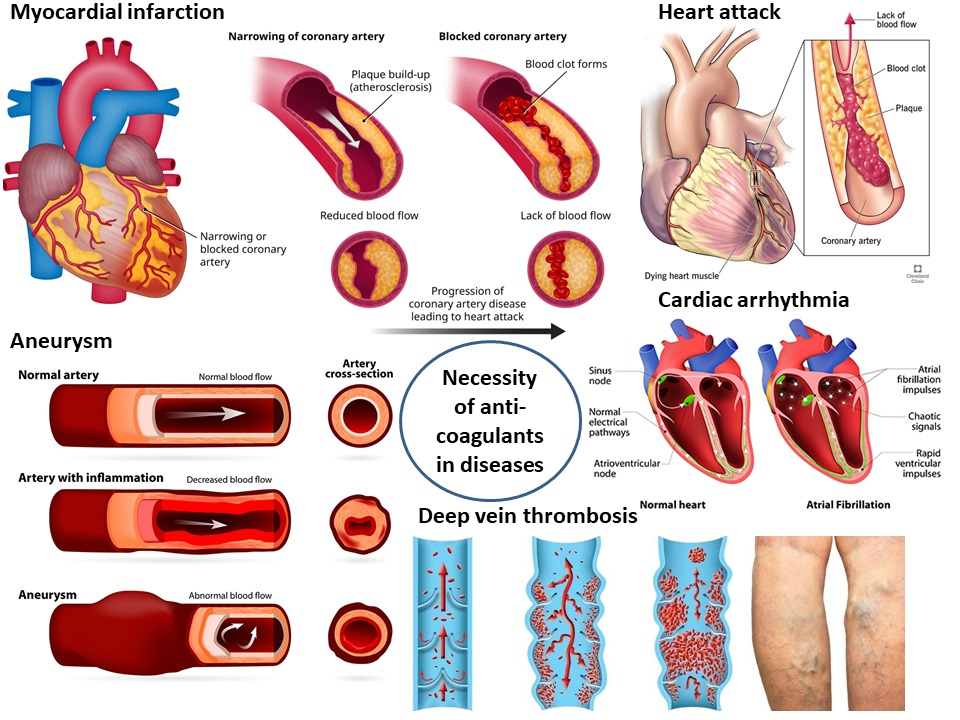 Myocardial infarction
Narrowing of coronary artery
Plaque build-up
(atherosclerosis)
Reduced blood flow
Blocked coronary artery
Blood clot forms
Lack of blood flow
Narrowing or
blocked coronary
artery
Progression of
coronary artery disease
leading to heart attack
Heart attack
Lack of
blood flow
Blood clot
Plaque
Coronary artery
Dying heart muscle
Cleveland
Clinic
Aneurysm
Normal artery
Normal blood flow
Artery
cross-section
Artery with inflammation
Decreased blood flow
Aneurysm
Abnormal blood flow
Necessity
of anti-
coagulants
in diseases
Cardiac arrhythmia
Sinus
node
Normal
electrical
pathways
Atrioventricular
node
Normal heart
Atrial
fibrillation
impulses
Chaotic
signals
Rapid
ventricular
impulses
Atrial Fibrillation
Deep vein thrombosis